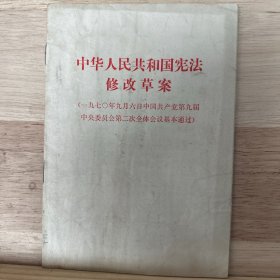 中华人民共和国宪法
修改草案
(一九七〇年九月六日中国共产党第九届
中央委员会第二次全体会议基本通过)